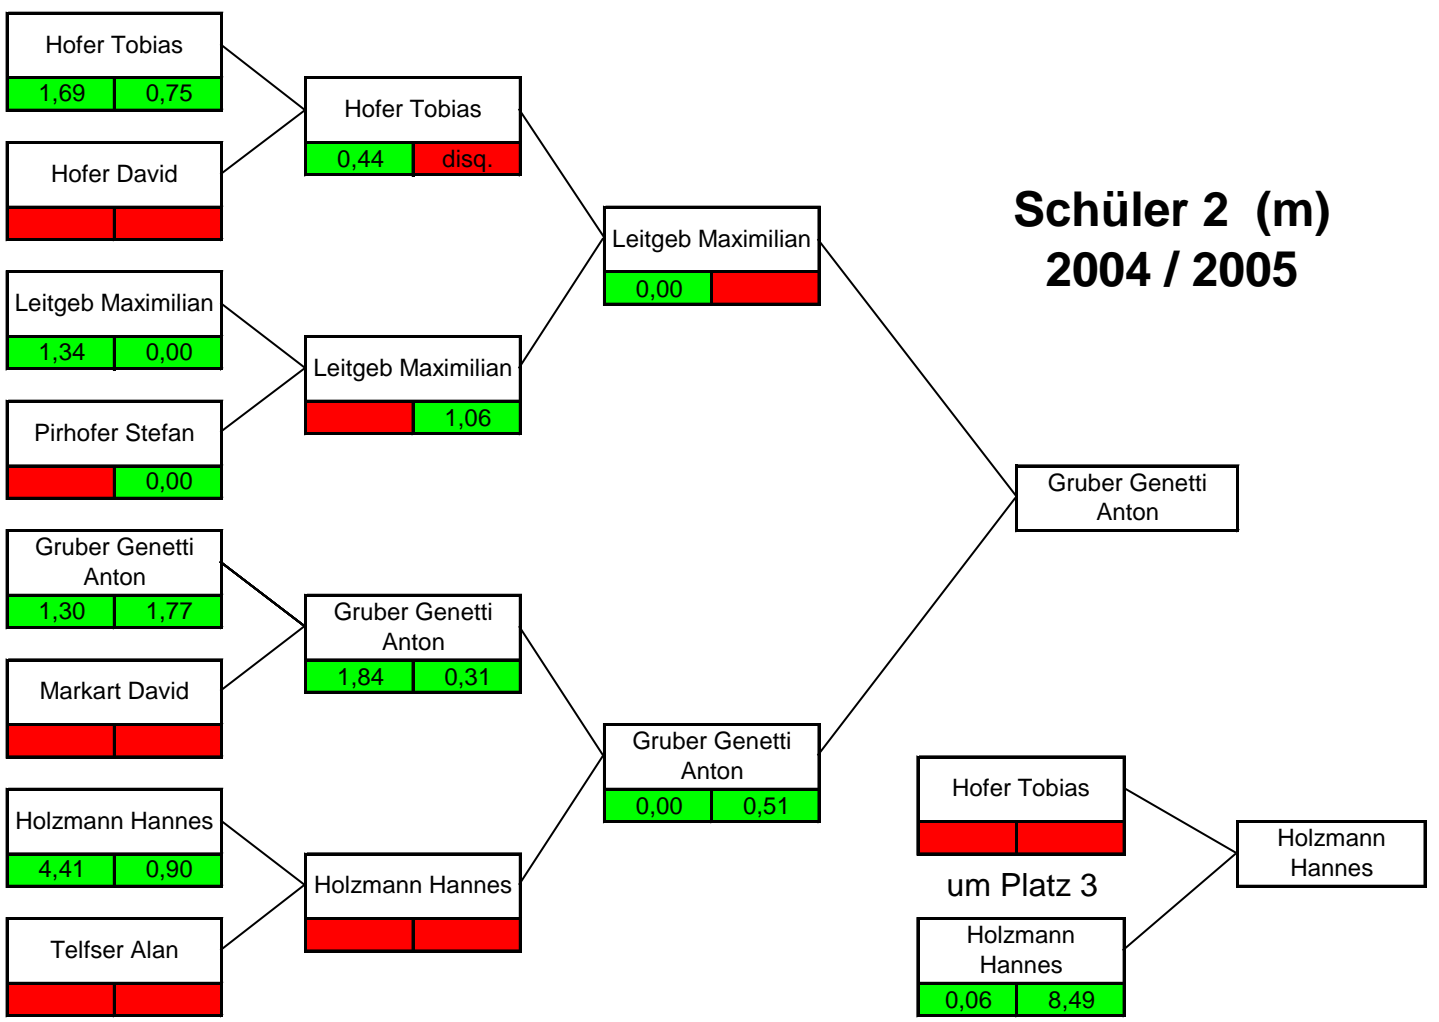 Hofer Tobias
1,69 0,75
Hofer David
Leitgeb Maximilian
1,34 0,00
Pirhofer Stefan
0,00
Gruber Genetti
Anton
1,30 1,77
Markart David
Holzmann Hannes
4,41 0,90
Telfser Alan
Hofer Tobias
0,44 disq.
Leitgeb Maximilian
1,06
Gruber Genetti
Anton
1,84 0,31
Holzmann Hannes
Leitgeb Maximilian
0,00
Gruber Genetti
Anton
0,00 0,51
Schüler 2 (m)
2004 / 2005
Gruber Genetti
Anton
Hofer Tobias
um Platz 3
Holzmann
Hannes
0,06 8,49
Holzmann
Hannes